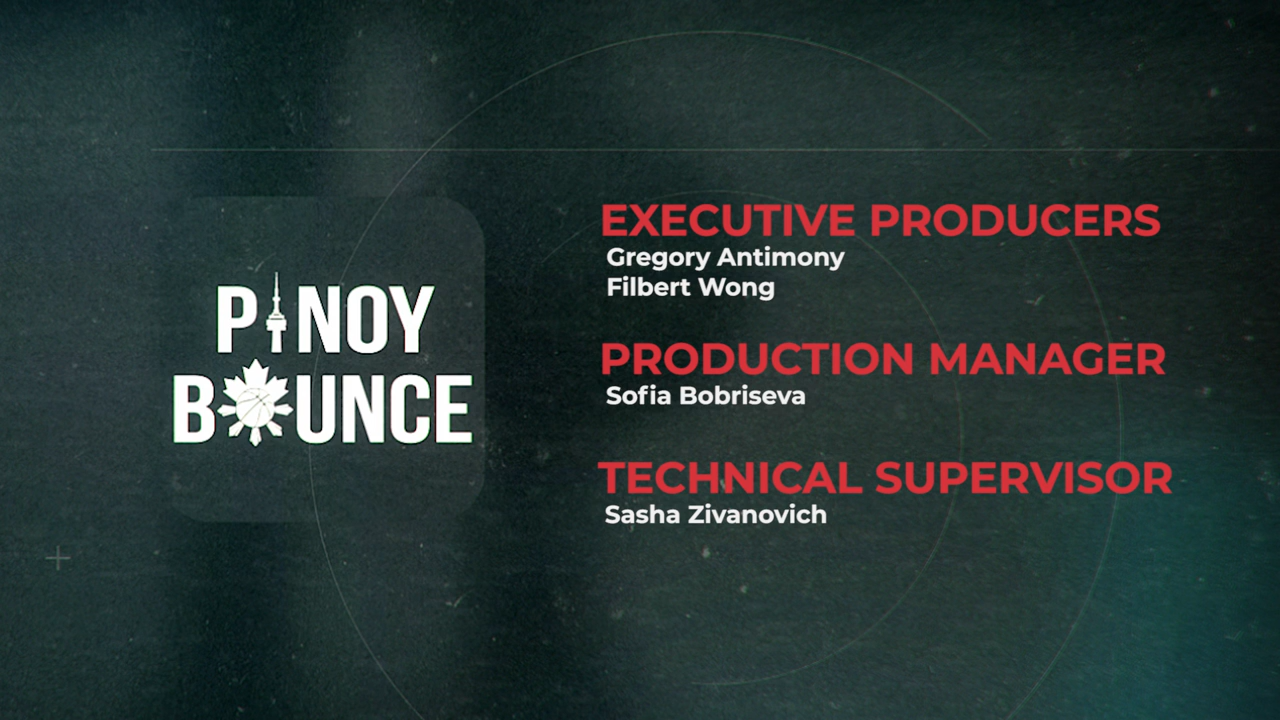 PINOY
BOUNCE
EXECUTIVE PRODUCERS
Gregory Antimony
Filbert Wong
PRODUCTION MANAGER
Sofia Bobriseva
TECHNICAL SUPERVISOR
Sasha Zivanovich